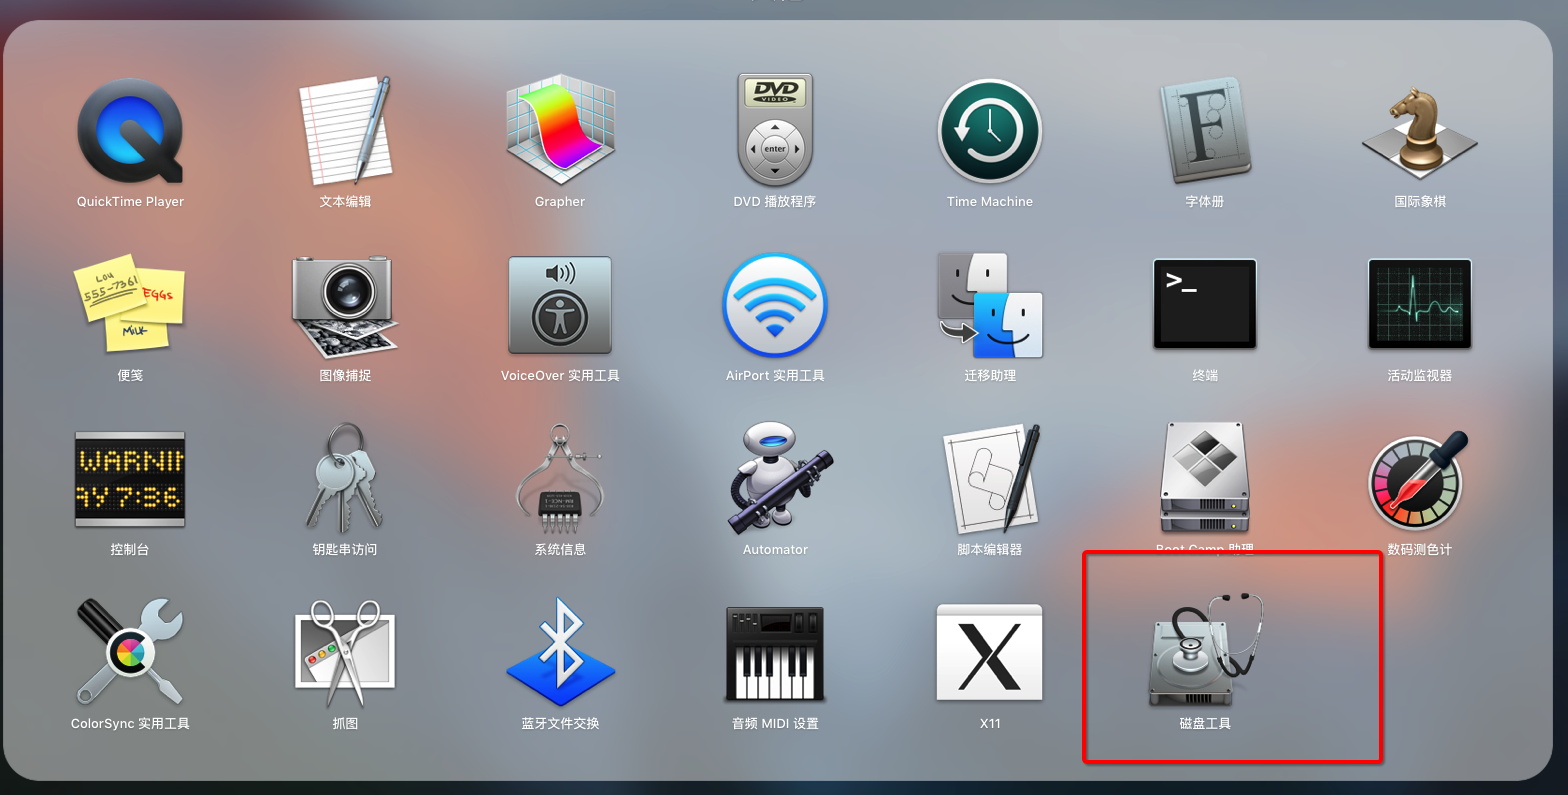 DVD
VIDEO
enter
F
QuickTime Player
文本编辑
Grapher
DVD 播放程序
Time Machine
字体册
国际象棋
Lou
555-7361
EGGS
MILK
>_
便笺
图像捕捉
VoiceOver 实用工具
AirPort 实用工具
迁移助理
终端
活动监视器
WARNIN
AY 7:36
控制台
钥匙串访问
系统信息
Automator
脚本编辑器
Boot Camp 助理
数码测色计
X
ColorSync 实用工具
抓图
蓝牙文件交换
音频 MIDI 设置
X11
磁盘工具